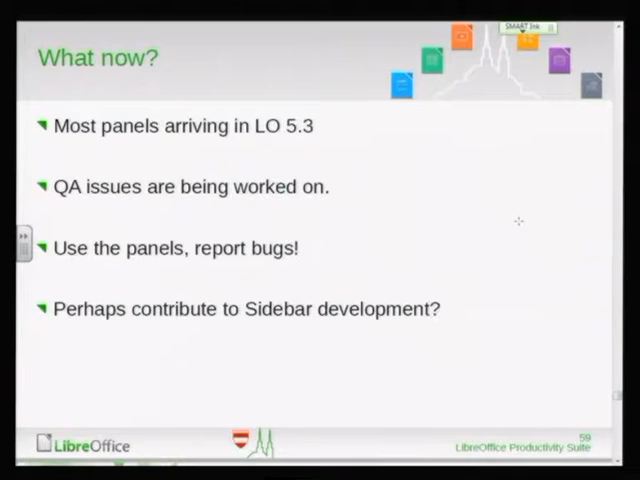 SMART Ink
What now?
Most panels arriving in LO 5.3
QA issues are being worked on.
Use the panels, report bugs!
Perhaps contribute to Sidebar development?
LibreOffice
59
LibreOffice Productivity Suite